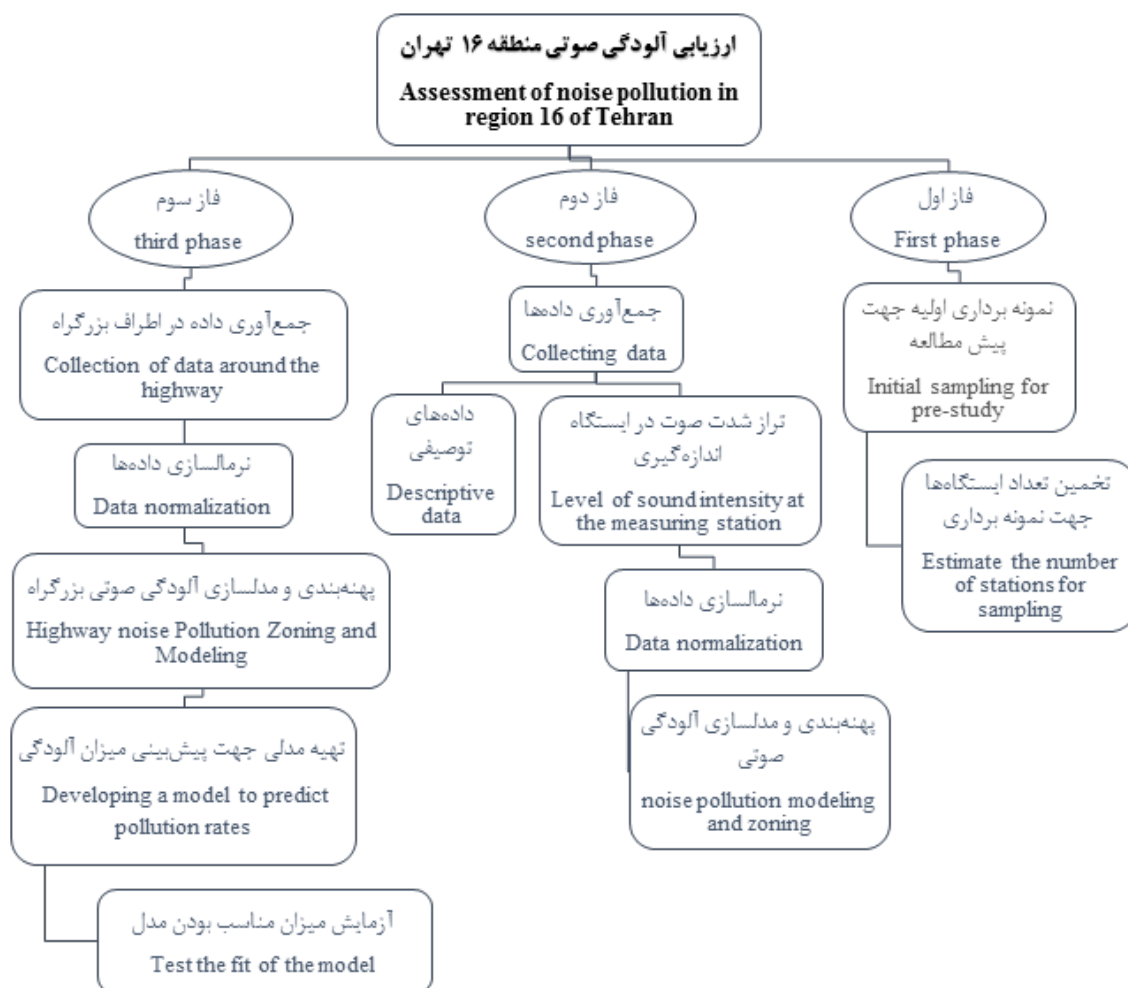 ارزیابی آلودگی صوتی منطقه ۱۶ تهران
Assessment of noise pollution in
region 16 of Tehran
فاز اول
First phase
نمونه برداری اولیه جهت
پیش مطالعه
Initial sampling for
pre-study
تخمین تعداد ایستگاه‌ها
جهت نمونه برداری
Estimate the number
of stations for
sampling
فاز دوم
second phase
جمع‌آوری داده‌ها
Collecting data
تراز شدت صوت در ایستگاه
اندازه‌گیری
Level of sound intensity at
the measuring station
داده‌های
توصیفی
Descriptive
data
نرمالسازی داده‌ها
Data normalization
پهنه‌بندی و مدلسازی آلودگی
صوتی
noise pollution modeling
and zoning
فاز سوم
third phase
جمع‌آوری داده در اطراف بزرگراه
Collection of data around the
highway
نرمالسازی داده‌ها
Data normalization
پهنه‌بندی و مدلسازی آلودگی صوتی بزرگراه
Highway noise Pollution Zoning and
Modeling
تهیه مدلی جهت پیش‌بینی میزان آلودگی
Developing a model to predict
pollution rates
آزمایش میزان مناسب بودن مدل
Test the fit of the model